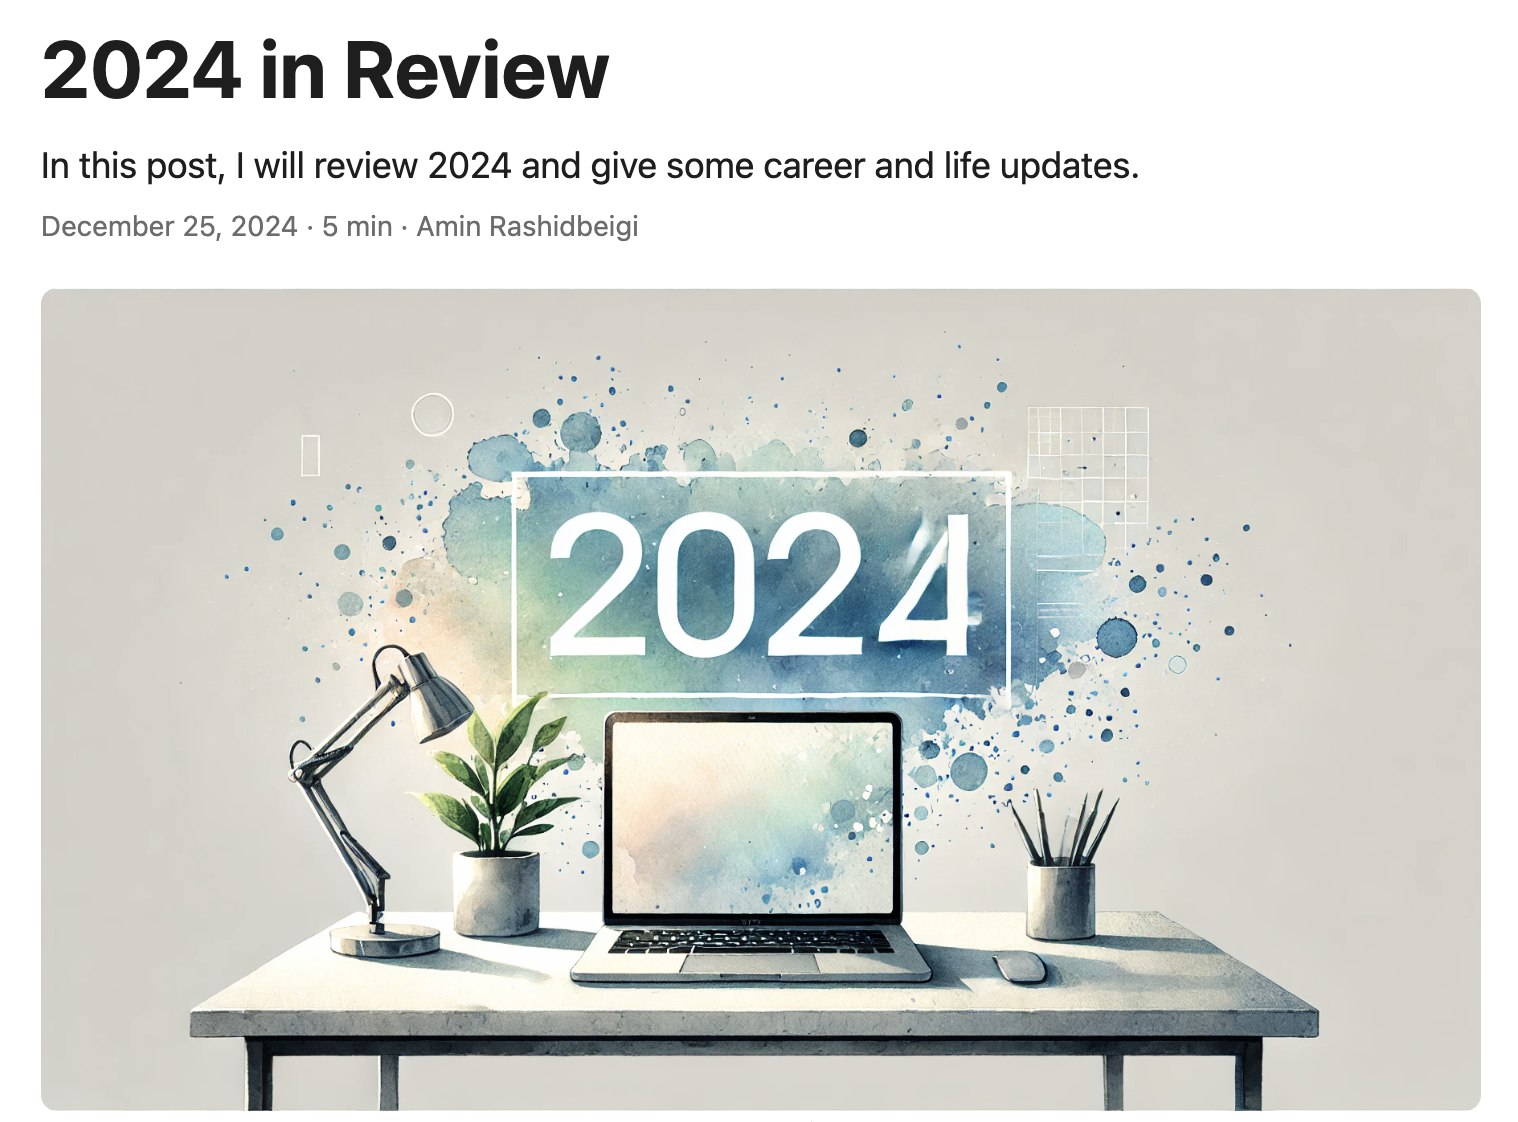 2024 in Review
In this post, I will review 2024 and give some career and life updates.
December 25, 2024 · 5 min · Amin Rashidbeigi
2024